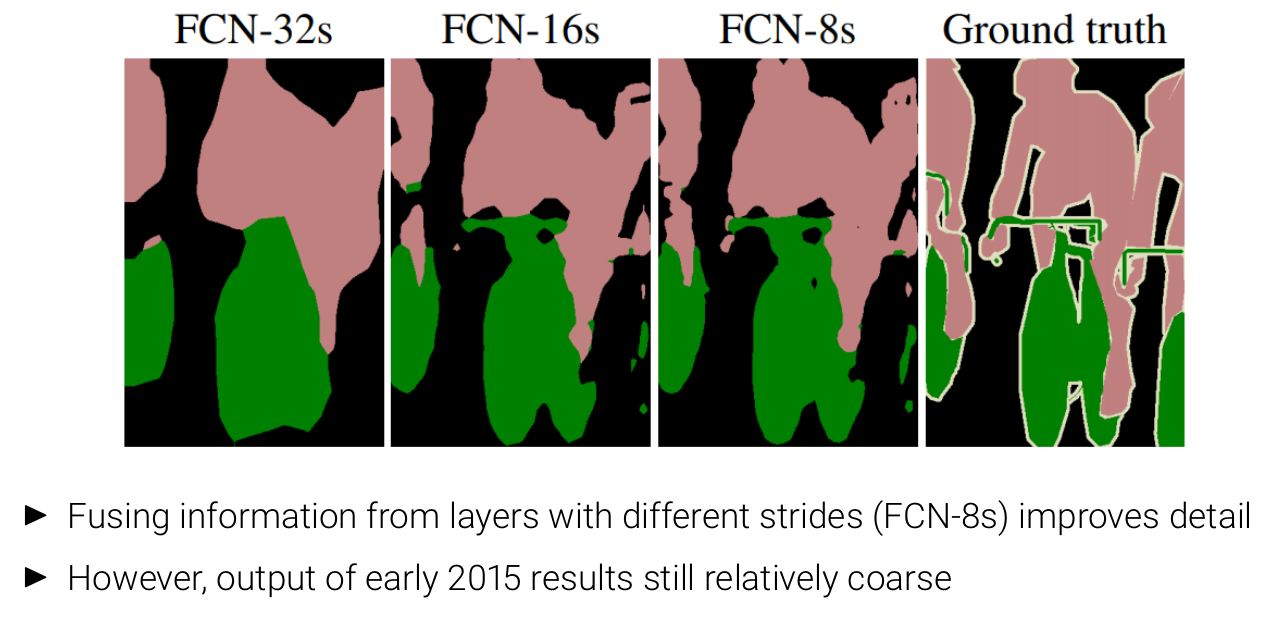 FCN-32s FCN-16s FCN-8s Ground truth
► Fusing information from layers with different strides (FCN-8s) improves detail
► However, output of early 2015 results still relatively coarse